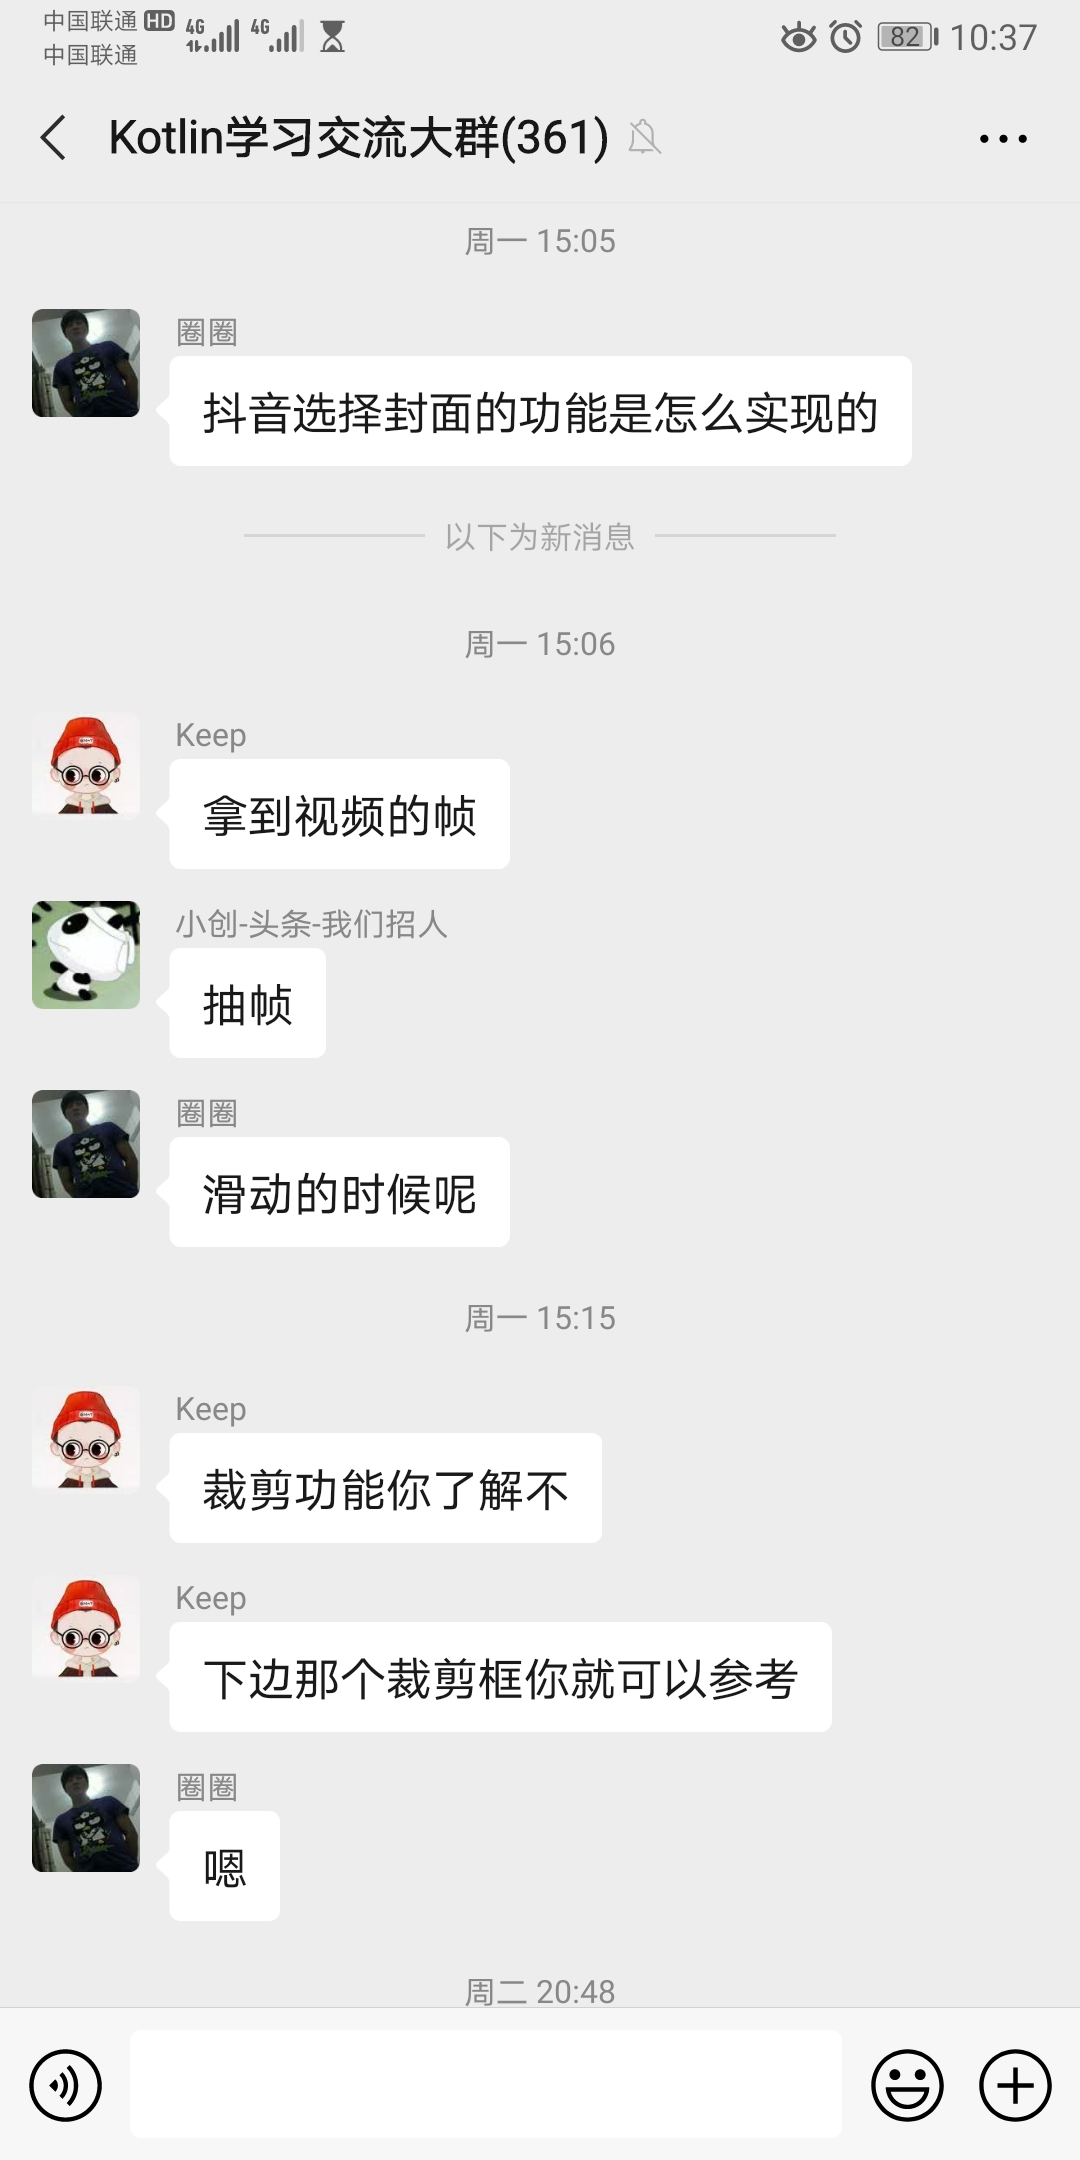 中国联通 HD 4G 4G 82 10:37
中国联通
Kotlin学习交流大群(361)
周一 15:05
圈圈
抖音选择封面的功能是怎么实现的
以下为新消息
周一 15:06
Keep
拿到视频的帧
小创-头条-我们招人
抽帧
圈圈
滑动的时候呢
周一 15:15
Keep
裁剪功能你了解不
Keep
下边那个裁剪框你就可以参考
圈圈
嗯
周二 20:48